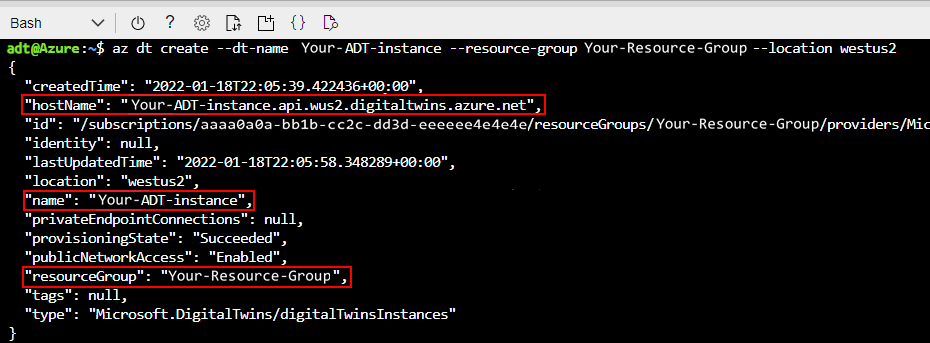 Bash
adt@Azure:~$ az dt create --dt-name Your-ADT-instance --resource-group Your-Resource-Group --location westus2
{
"createdTime": "2022-01-18T22:05:39.422436+00:00",
"hostName": "Your-ADT-instance.api.wus2.digitaltwins.azure.net",
"id": "/subscriptions/aaaa0a0a-bb1b-cc2c-dd3d-eeeeee4e4e4e/resourceGroups/Your-Resource-Group/providers/Mic
"identity": null,
"lastUpdatedTime": "2022-01-18T22:05:58.348289+00:00",
"location": "westus2",
"name": "Your-ADT-instance",
"privateEndpointConnections": null,
"provisioningState": "Succeeded",
"publicNetworkAccess": "Enabled",
"resourceGroup": "Your-Resource-Group",
"tags": null,
"type": "Microsoft.DigitalTwins/digitalTwinsInstances"
}